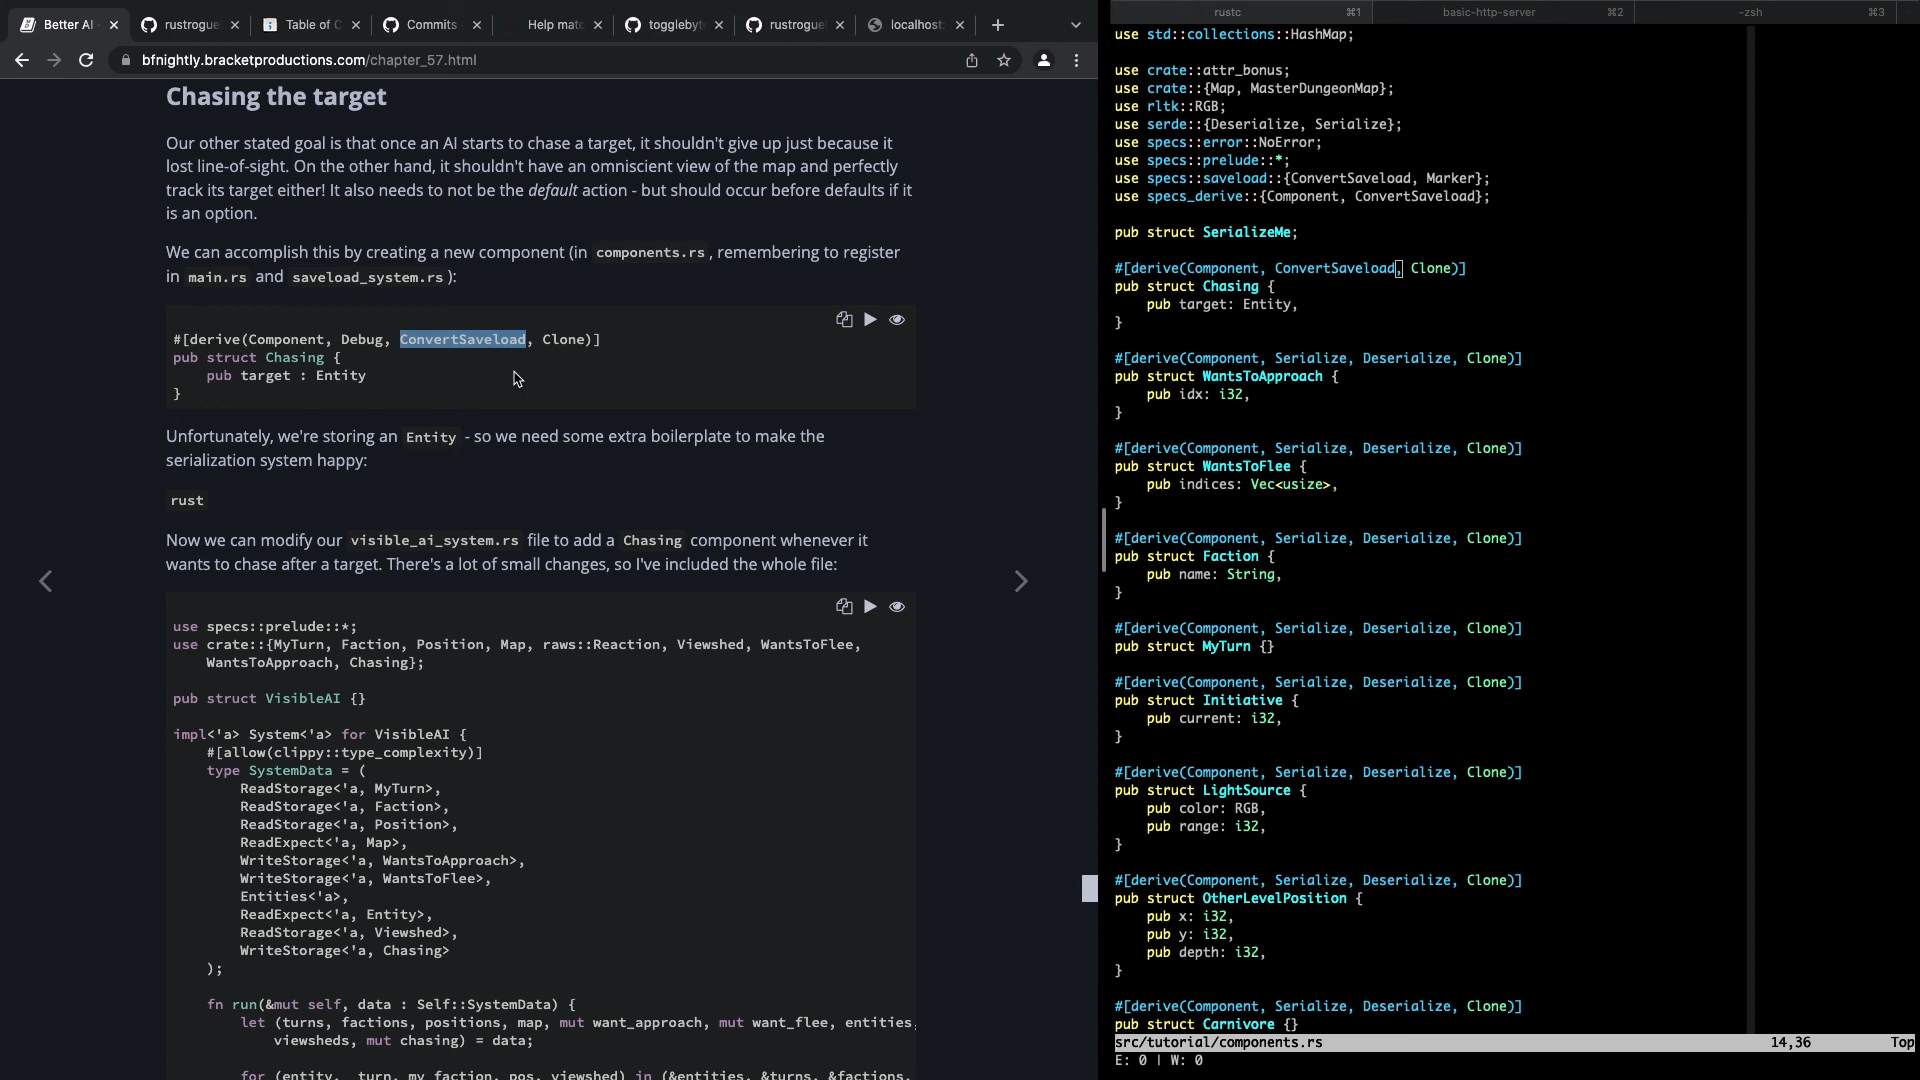 Better AI
rustrogue
Table of C
Commits
Help matc
togglebyt
rustrogue
localhost:
bfnightly.bracketproductions.com/chapter_57.html
Chasing the target
Our other stated goal is that once an AI starts to chase a target, it shouldn't give up just because it
lost line-of-sight. On the other hand, it shouldn't have an omniscient view of the map and perfectly
track its target either! It also needs to not be the default action - but should occur before defaults if it
is an option.
We can accomplish this by creating a new component (in components.rs, remembering to register
in main.rs and saveload_system.rs):
#[derive(Component, Debug, ConvertSaveload, Clone)]
pub struct Chasing {
    pub target : Entity
}
Unfortunately, we're storing an Entity - so we need some extra boilerplate to make the
serialization system happy:
rust
Now we can modify our visible_ai_system.rs file to add a Chasing component whenever it
wants to chase after a target. There's a lot of small changes, so I've included the whole file:
use specs::prelude::*;
use crate::{MyTurn, Faction, Position, Map, raws::Reaction, Viewshed, WantsToFlee,
    WantsToApproach, Chasing};
pub struct VisibleAI {}
impl<'a> System<'a> for VisibleAI {
    #[allow(clippy::type_complexity)]
    type SystemData = (
        ReadStorage<'a, MyTurn>,
        ReadStorage<'a, Faction>,
        ReadStorage<'a, Position>,
        ReadExpect<'a, Map>,
        WriteStorage<'a, WantsToApproach>,
        WriteStorage<'a, WantsToFlee>,
        Entities<'a>,
        ReadExpect<'a, Entity>,
        ReadStorage<'a, Viewshed>,
        WriteStorage<'a, Chasing>
    );
    fn run(&mut self, data : Self::SystemData) {
        let (turns, factions, positions, map, mut want_approach, mut want_flee, entities,
            viewsheds, mut chasing) = data;
        for (entity, _turn, my_faction, pos, viewshed) in (&entities, &turns, &factions,
rustc ⌘1 basic-http-server ⌘2 -zsh ⌘3
use std::collections::HashMap;
use crate::attr_bonus;
use crate::{Map, MasterDungeonMap};
use rltk::RGB;
use serde::{Deserialize, Serialize};
use specs::error::NoError;
use specs::prelude::*;
use specs::saveload::{ConvertSaveload, Marker};
use specs_derive::{Component, ConvertSaveload};
pub struct SerializeMe;
#[derive(Component, ConvertSaveload, Clone)]
pub struct Chasing {
    pub target: Entity,
}
#[derive(Component, Serialize, Deserialize, Clone)]
pub struct WantsToApproach {
    pub idx: i32,
}
#[derive(Component, Serialize, Deserialize, Clone)]
pub struct WantsToFlee {
    pub indices: Vec<usize>,
}
#[derive(Component, Serialize, Deserialize, Clone)]
pub struct Faction {
    pub name: String,
}
#[derive(Component, Serialize, Deserialize, Clone)]
pub struct MyTurn {}
#[derive(Component, Serialize, Deserialize, Clone)]
pub struct Initiative {
    pub current: i32,
}
#[derive(Component, Serialize, Deserialize, Clone)]
pub struct LightSource {
    pub color: RGB,
    pub range: i32,
}
#[derive(Component, Serialize, Deserialize, Clone)]
pub struct OtherLevelPosition {
    pub x: i32,
    pub y: i32,
    pub depth: i32,
}
#[derive(Component, Serialize, Deserialize, Clone)]
pub struct Carnivore {}
src/tutorial/components.rs 14,36 Top
E: 0 | W: 0